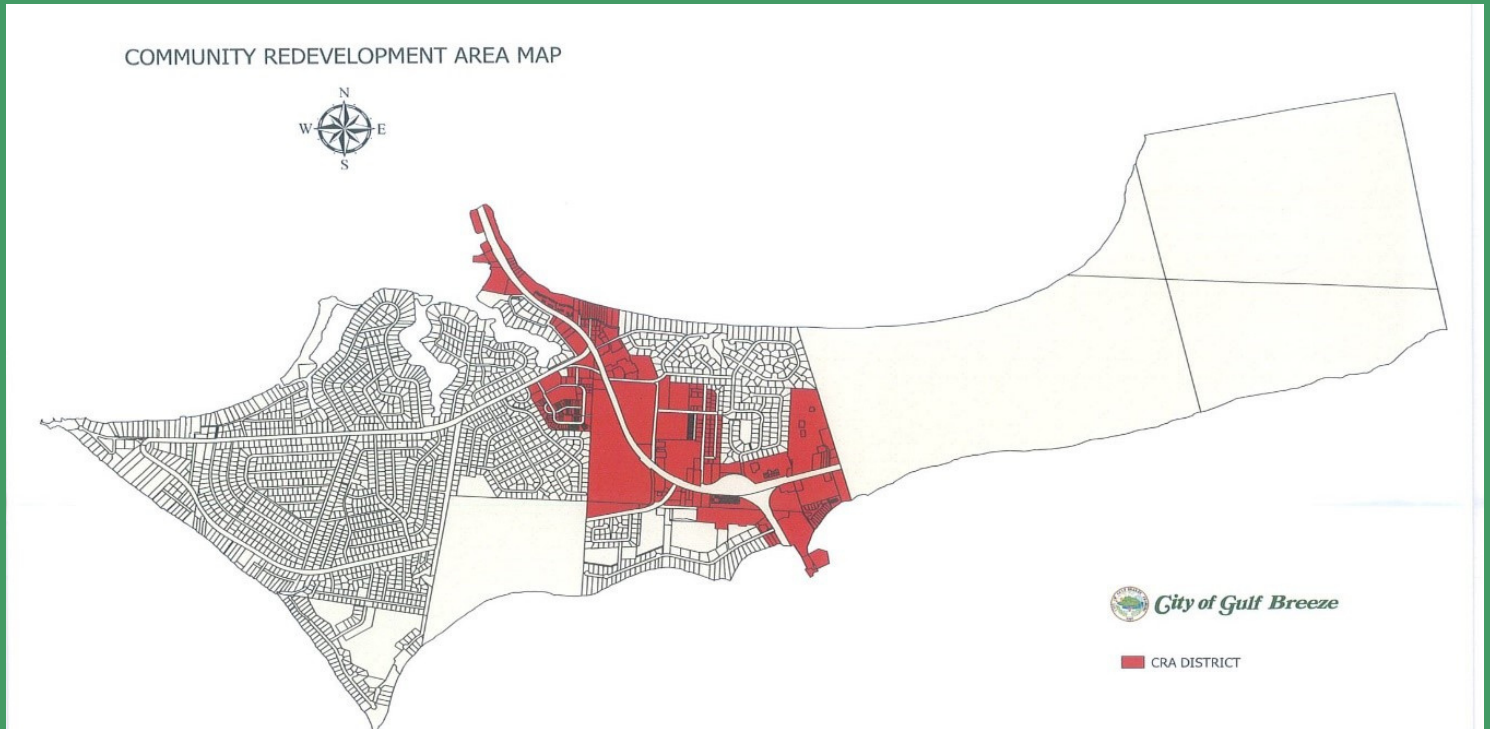 COMMUNITY REDEVELOPMENT AREA MAP
N
W E
S
City of Gulf Breeze
CRA DISTRICT